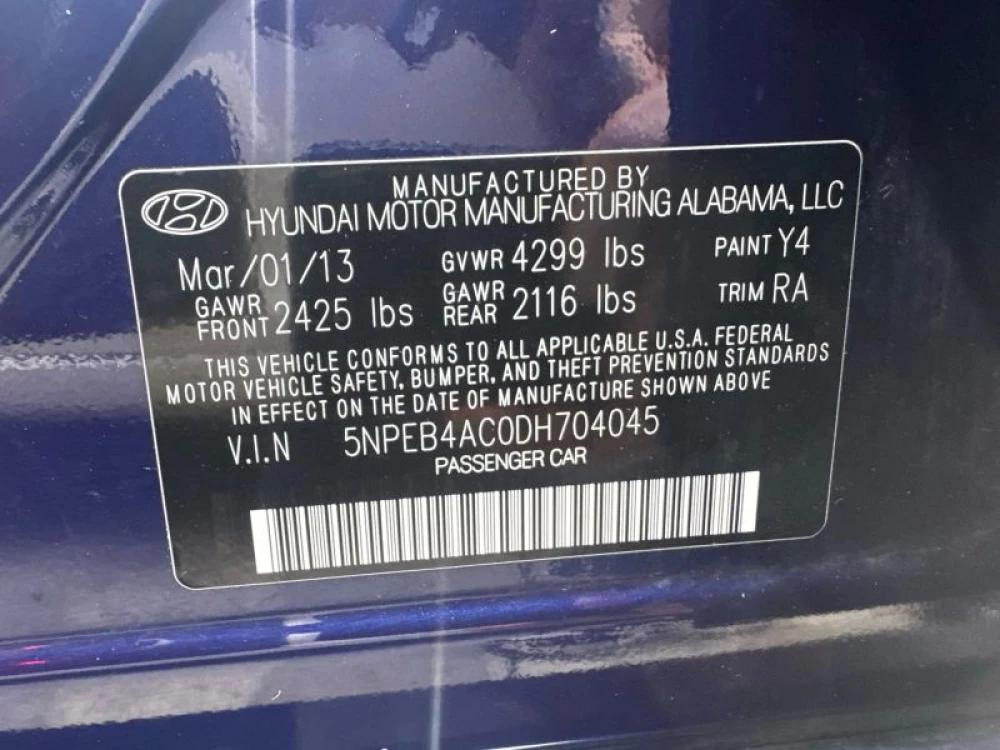 MANUFACTURED BY
HYUNDAI MOTOR MANUFACTURING ALABAMA, LLC
Mar/01/13 GVWR 4299 lbs PAINT Y4
GAWR FRONT 2425 lbs GAWR REAR 2116 lbs TRIM RA
THIS VEHICLE CONFORMS TO ALL APPLICABLE U.S.A. FEDERAL
MOTOR VEHICLE SAFETY, BUMPER, AND THEFT PREVENTION STANDARDS
IN EFFECT ON THE DATE OF MANUFACTURE SHOWN ABOVE
V.I.N 5NPEB4AC0DH704045
PASSENGER CAR